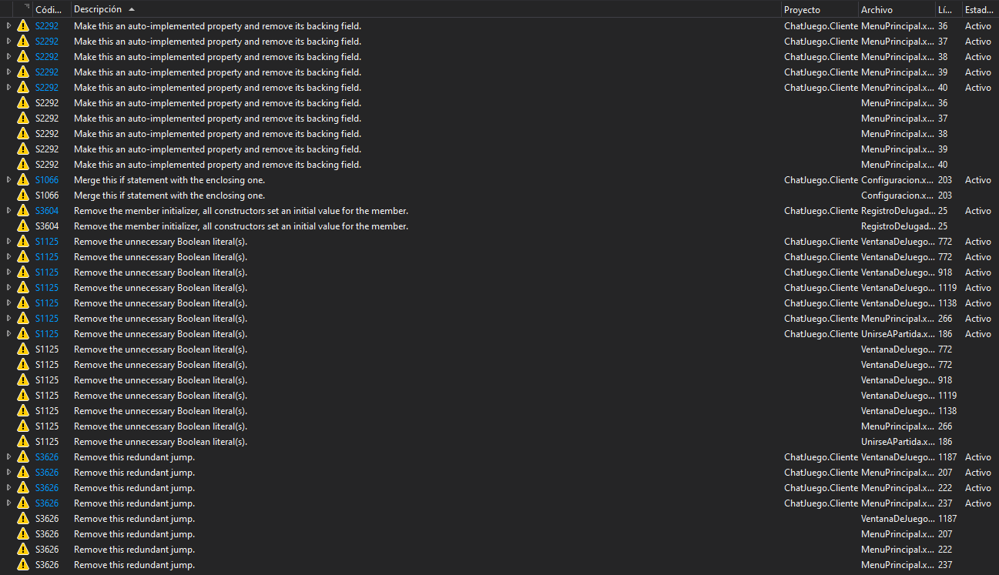 Códi... Descripción Proyecto Archivo Lí... Estad...
S2292 Make this an auto-implemented property and remove its backing field. ChatJuego.Cliente MenuPrincipal.x... 36 Activo
S2292 Make this an auto-implemented property and remove its backing field. ChatJuego.Cliente MenuPrincipal.x... 37 Activo
S2292 Make this an auto-implemented property and remove its backing field. ChatJuego.Cliente MenuPrincipal.x... 38 Activo
S2292 Make this an auto-implemented property and remove its backing field. ChatJuego.Cliente MenuPrincipal.x... 39 Activo
S2292 Make this an auto-implemented property and remove its backing field. ChatJuego.Cliente MenuPrincipal.x... 40 Activo
S2292 Make this an auto-implemented property and remove its backing field. MenuPrincipal.x... 36
S2292 Make this an auto-implemented property and remove its backing field. MenuPrincipal.x... 37
S2292 Make this an auto-implemented property and remove its backing field. MenuPrincipal.x... 38
S2292 Make this an auto-implemented property and remove its backing field. MenuPrincipal.x... 39
S2292 Make this an auto-implemented property and remove its backing field. MenuPrincipal.x... 40
S1066 Merge this if statement with the enclosing one. ChatJuego.Cliente Configuracion.x... 203 Activo
S1066 Merge this if statement with the enclosing one. Configuracion.x... 203
S3604 Remove the member initializer, all constructors set an initial value for the member. ChatJuego.Cliente RegistroDeJugad... 25 Activo
S3604 Remove the member initializer, all constructors set an initial value for the member. RegistroDeJugad... 25
S1125 Remove the unnecessary Boolean literal(s). ChatJuego.Cliente VentanaDeJuego... 772 Activo
S1125 Remove the unnecessary Boolean literal(s). ChatJuego.Cliente VentanaDeJuego... 772 Activo
S1125 Remove the unnecessary Boolean literal(s). ChatJuego.Cliente VentanaDeJuego... 918 Activo
S1125 Remove the unnecessary Boolean literal(s). ChatJuego.Cliente VentanaDeJuego... 1119 Activo
S1125 Remove the unnecessary Boolean literal(s). ChatJuego.Cliente VentanaDeJuego... 1138 Activo
S1125 Remove the unnecessary Boolean literal(s). ChatJuego.Cliente MenuPrincipal.x... 266 Activo
S1125 Remove the unnecessary Boolean literal(s). ChatJuego.Cliente UnirseAPartida.x... 186 Activo
S1125 Remove the unnecessary Boolean literal(s). VentanaDeJuego... 772
S1125 Remove the unnecessary Boolean literal(s). VentanaDeJuego... 772
S1125 Remove the unnecessary Boolean literal(s). VentanaDeJuego... 918
S1125 Remove the unnecessary Boolean literal(s). VentanaDeJuego... 1119
S1125 Remove the unnecessary Boolean literal(s). VentanaDeJuego... 1138
S1125 Remove the unnecessary Boolean literal(s). MenuPrincipal.x... 266
S1125 Remove the unnecessary Boolean literal(s). UnirseAPartida.x... 186
S3626 Remove this redundant jump. ChatJuego.Cliente VentanaDeJuego... 1187 Activo
S3626 Remove this redundant jump. ChatJuego.Cliente MenuPrincipal.x... 207 Activo
S3626 Remove this redundant jump. ChatJuego.Cliente MenuPrincipal.x... 222 Activo
S3626 Remove this redundant jump. ChatJuego.Cliente MenuPrincipal.x... 237 Activo
S3626 Remove this redundant jump. VentanaDeJuego... 1187
S3626 Remove this redundant jump. MenuPrincipal.x... 207
S3626 Remove this redundant jump. MenuPrincipal.x... 222
S3626 Remove this redundant jump. MenuPrincipal.x... 237